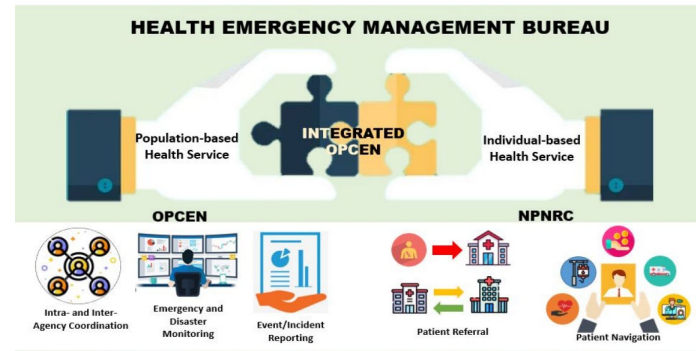 HEALTH EMERGENCY MANAGEMENT BUREAU
Population-based
Health Service
INTEGRATED
OPCEN
Individual-based
Health Service
OPCEN
NPNRC
Intra- and Inter-
Agency Coordination
Emergency and
Disaster
Monitoring
Event/Incident
Reporting
Patient Referral
Patient Navigation